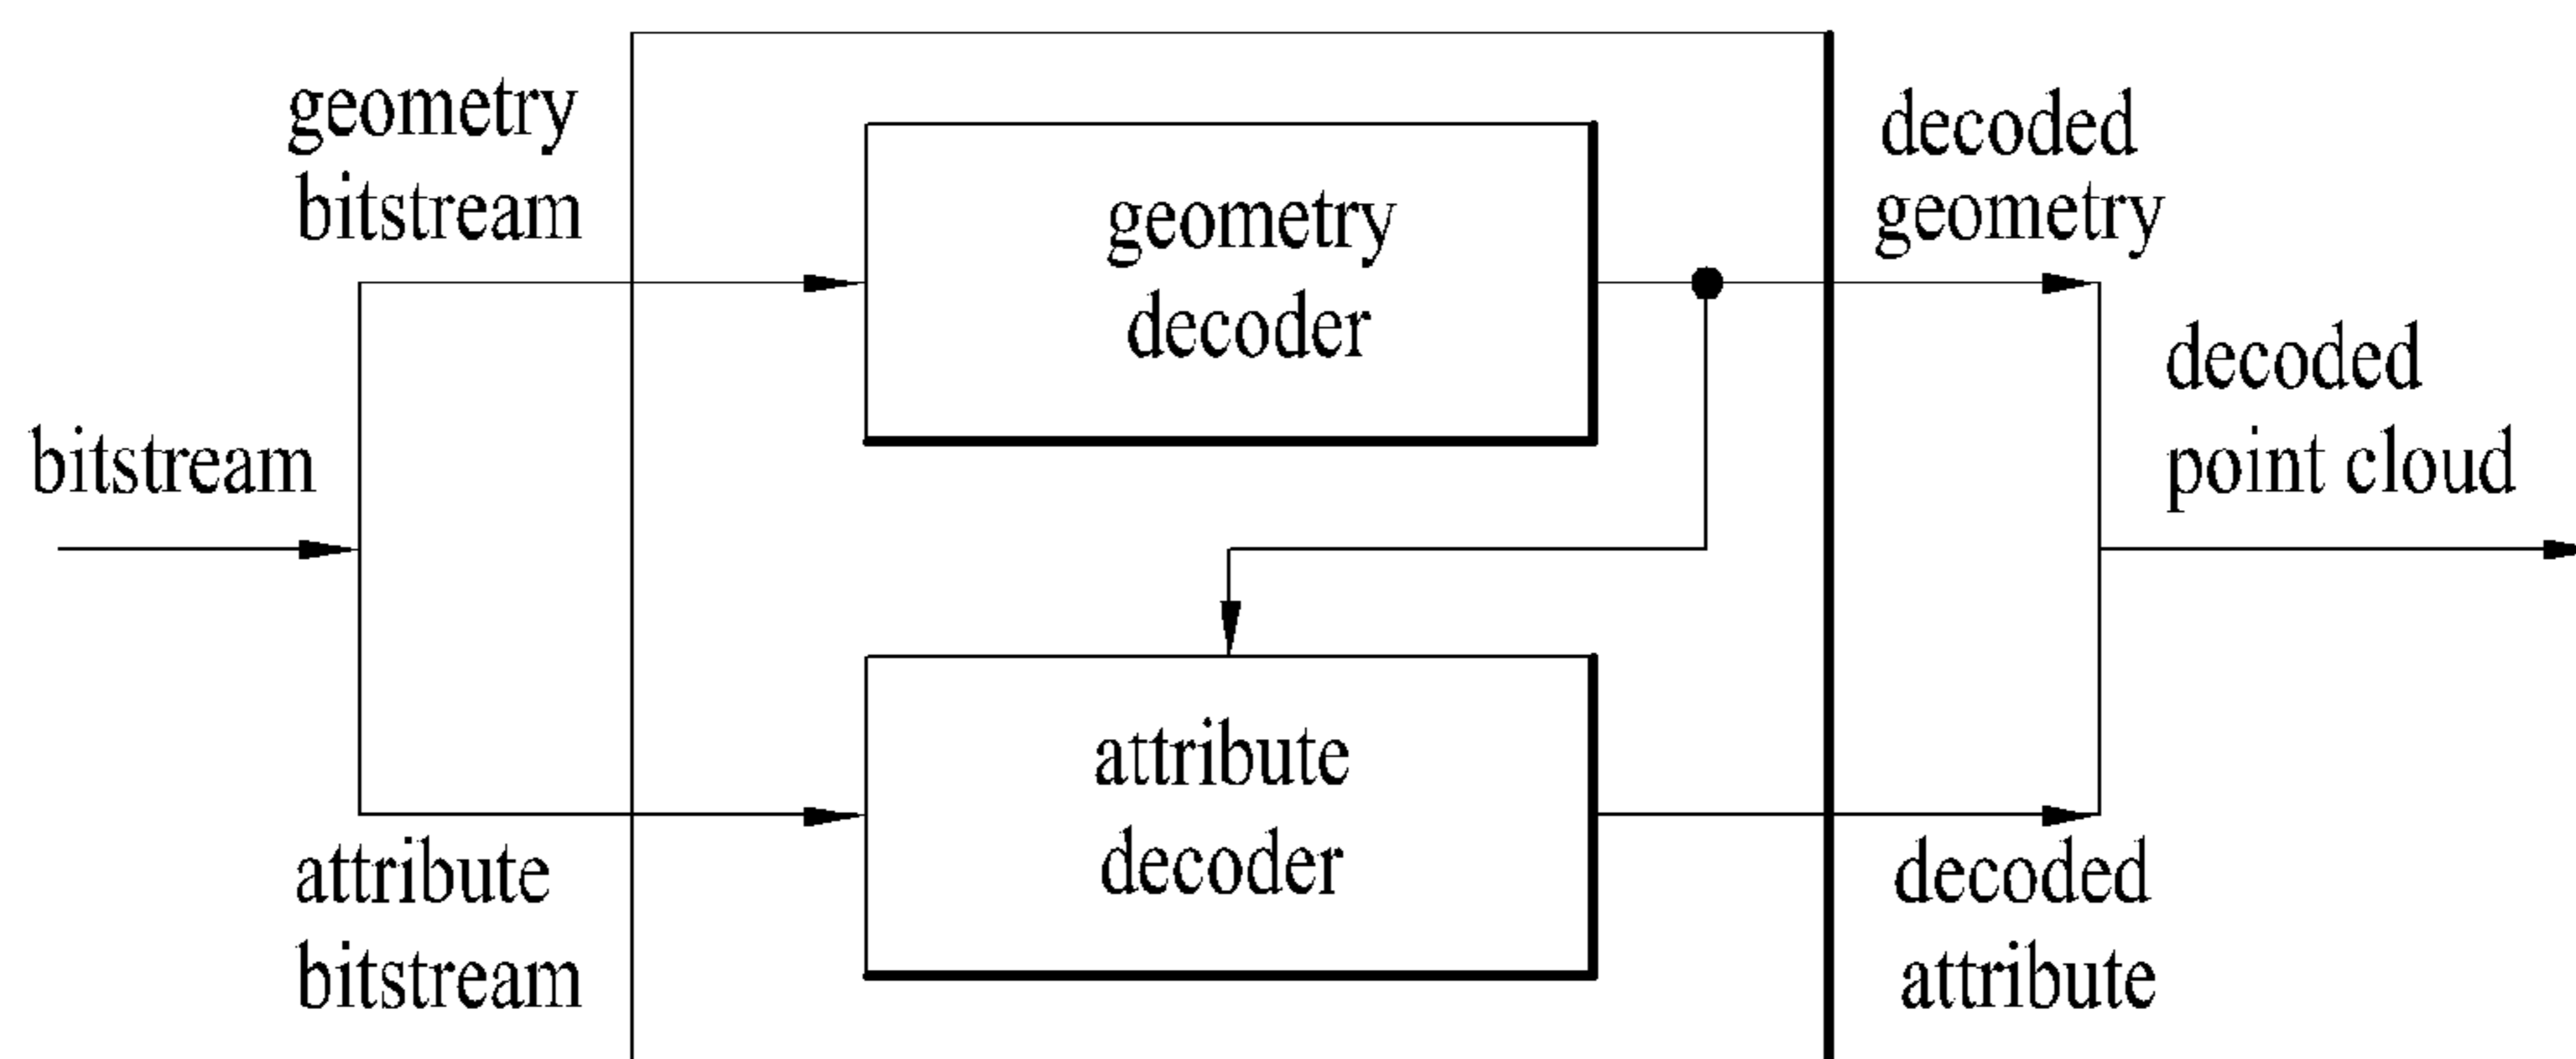 geometry
bitstream
geometry
decoder
decoded
geometry
bitstream
decoded
point cloud
attribute
decoder
attribute
bitstream
decoded
attribute